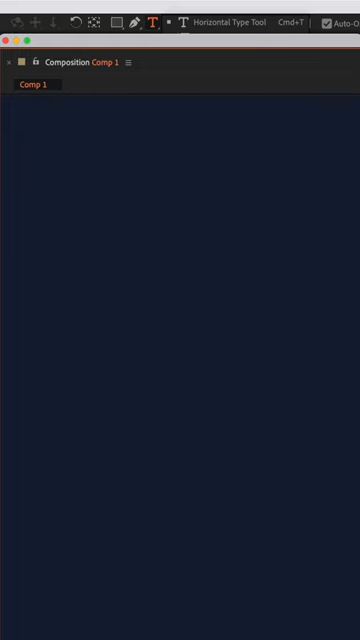 T T Horizontal Type Tool Cmd+T Auto-O
Composition Comp 1
Comp 1